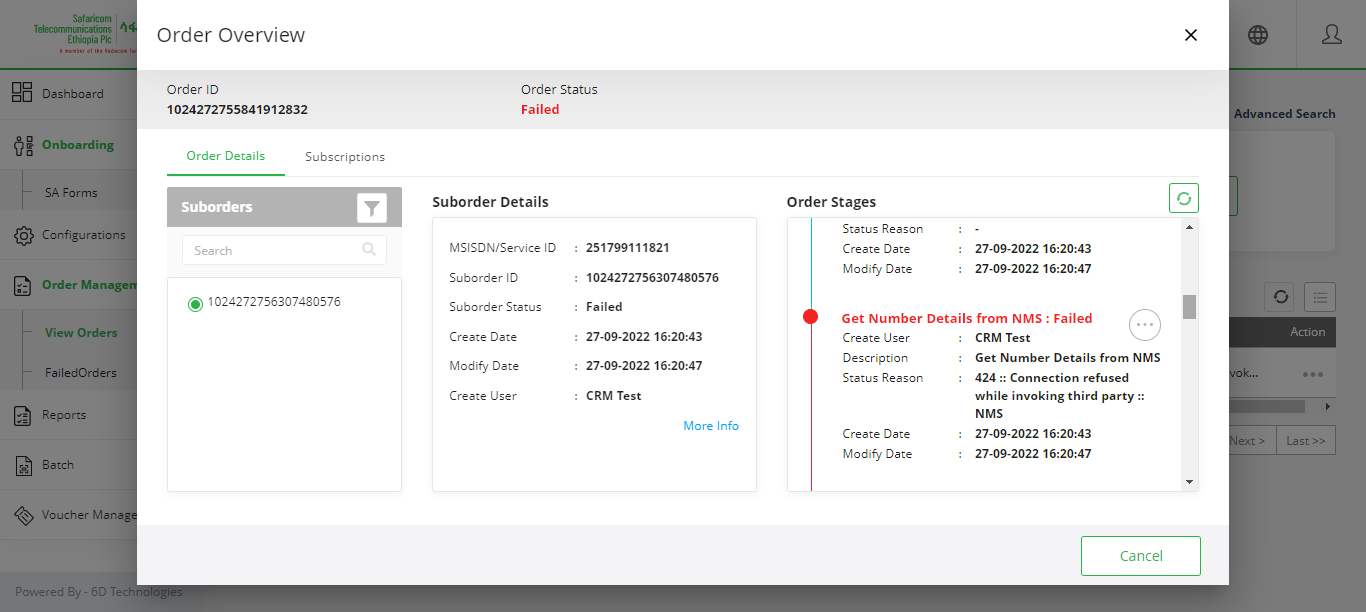 Safaricom
Telecommunications
Ethiopia Plc
Order Overview
Order ID
1024272755841912832
Order Status
Failed
Order Details
Subscriptions
Dashboard
Onboarding
SA Forms
Configurations
Order Managem
View Orders
FailedOrders
Reports
Batch
Voucher Manage
Powered By - 6D Technologies
Suborders
Search
1024272756307480576
Suborder Details
MSISDN/Service ID : 251799111821
Suborder ID : 1024272756307480576
Suborder Status : Failed
Create Date : 27-09-2022 16:20:43
Modify Date : 27-09-2022 16:20:47
Create User : CRM Test
More Info
Order Stages
Status Reason : -
Create Date : 27-09-2022 16:20:43
Modify Date : 27-09-2022 16:20:47
Get Number Details from NMS : Failed
Create User : CRM Test
Description : Get Number Details from NMS
Status Reason : 424 :: Connection refused
while invoking third party ::
NMS
Create Date : 27-09-2022 16:20:43
Modify Date : 27-09-2022 16:20:47
Cancel
Advanced Search
Action
vok...
Next >
Last >>